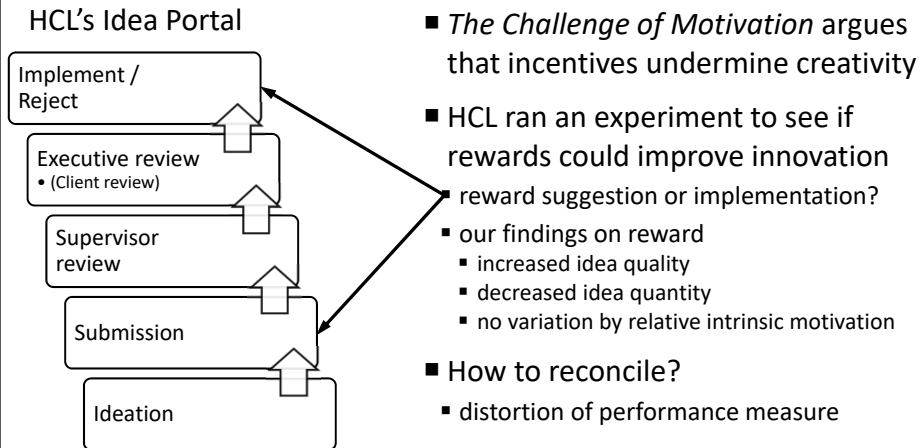 HCL's Idea Portal
Implement /
Reject
Executive review
• (Client review)
Supervisor
review
Submission
Ideation
▪ The Challenge of Motivation argues
that incentives undermine creativity
▪ HCL ran an experiment to see if
rewards could improve innovation
▪ reward suggestion or implementation?
▪ our findings on reward
▪ increased idea quality
▪ decreased idea quantity
▪ no variation by relative intrinsic motivation
▪ How to reconcile?
▪ distortion of performance measure